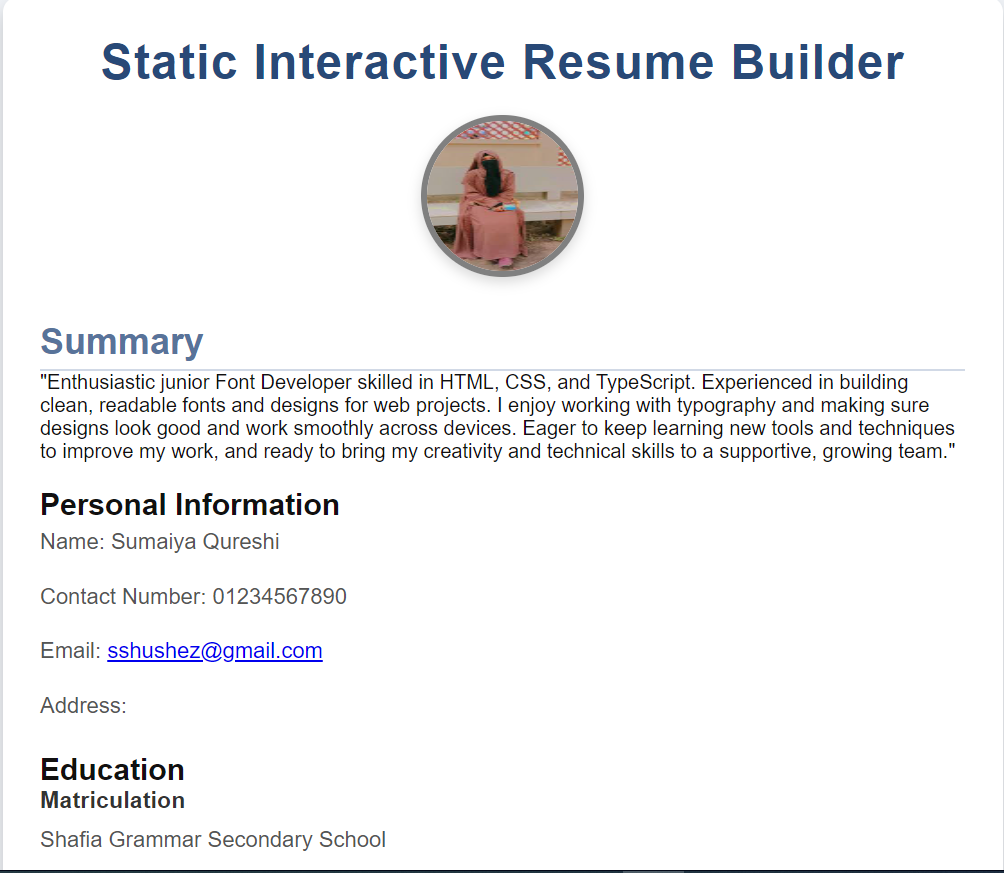 Static Interactive Resume Builder
Summary
"Enthusiastic junior Font Developer skilled in HTML, CSS, and TypeScript. Experienced in building
clean, readable fonts and designs for web projects. I enjoy working with typography and making sure
designs look good and work smoothly across devices. Eager to keep learning new tools and techniques
to improve my work, and ready to bring my creativity and technical skills to a supportive, growing team."
Personal Information
Name: Sumaiya Qureshi
Contact Number: 01234567890
Email: sshushez@gmail.com
Address:
Education
Matriculation
Shafia Grammar Secondary School